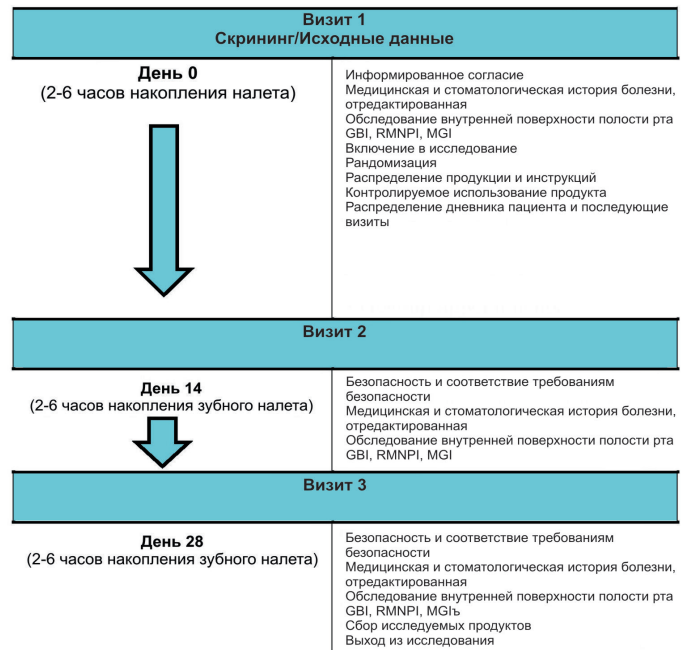 Визит 1
Скрининг/Исходные данные
День 0
(2-6 часов накопления налета)
Информированное согласие
Медицинская и стоматологическая история болезни,
отредактированная
Обследование внутренней поверхности полости рта
GBI, RMNPI, MGI
Включение в исследование
Рандомизация
Распределение продукции и инструкций
Контролируемое использование продукта
Распределение дневника пациента и последующие
визиты
Визит 2
День 14
(2-6 часов накопления зубного налета)
Безопасность и соответствие требованиям
безопасности
Медицинская и стоматологическая история болезни,
отредактированная
Обследование внутренней поверхности полости рта
GBI, RMNPI, MGI
Визит 3
День 28
(2-6 часов накопления зубного налета)
Безопасность и соответствие требованиям
безопасности
Медицинская и стоматологическая история болезни,
отредактированная
Обследование внутренней поверхности полости рта
GBI, RMNPI, MGIъ
Сбор исследуемых продуктов
Выход из исследования